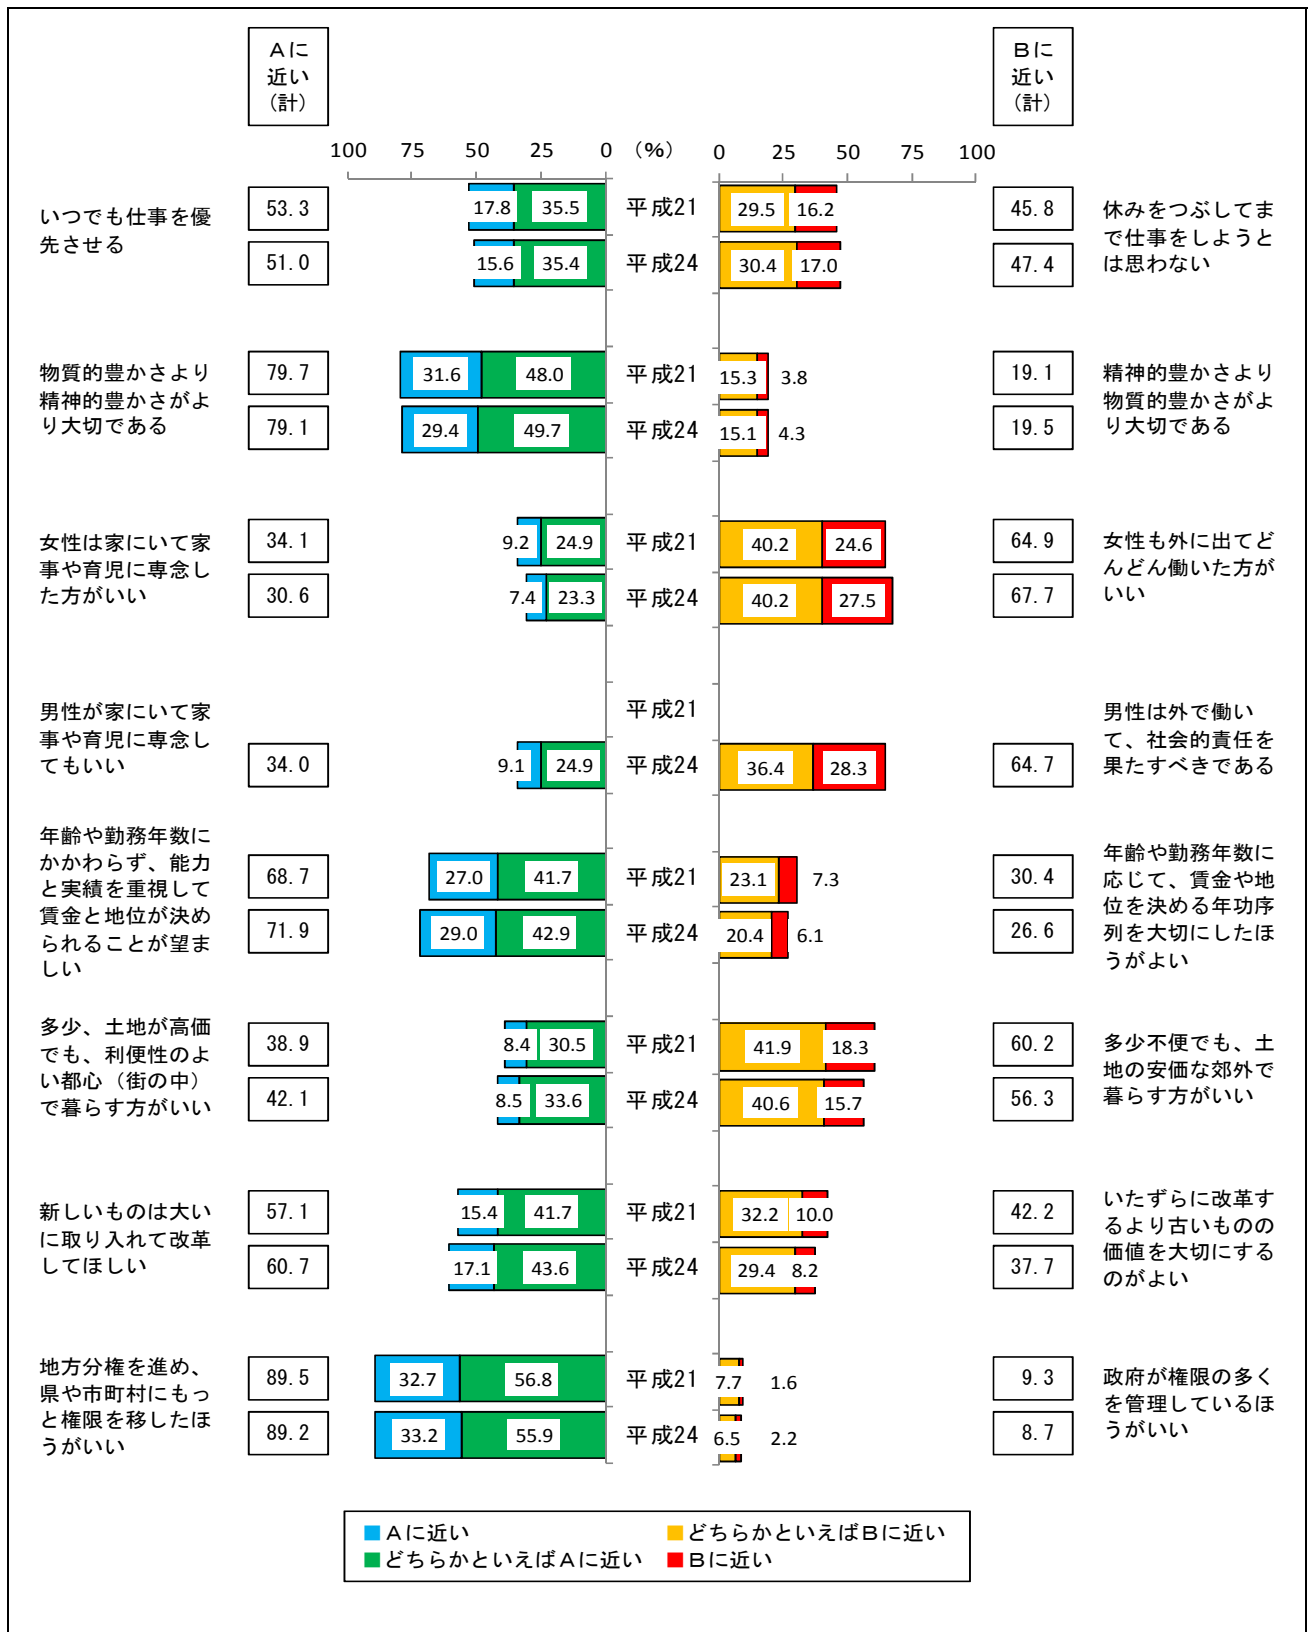 Ａに
近い
（計）
Ｂに
近い
（計）
100 75 50 25 0 （%） 0 25 50 75 100
いつでも仕事を優
先させる
53.3 17.8 35.5 平成21 29.5 16.2 45.8
51.0 15.6 35.4 平成24 30.4 17.0 47.4
休みをつぶしてま
で仕事をしようと
は思わない
物質的豊かさより
精神的豊かさがよ
り大切である
79.7 31.6 48.0 平成21 15.3 3.8 19.1
79.1 29.4 49.7 平成24 15.1 4.3 19.5
精神的豊かさより
物質的豊かさがよ
り大切である
女性は家にいて家
事や育児に専念し
た方がいい
34.1 9.2 24.9 平成21 40.2 24.6 64.9
30.6 7.4 23.3 平成24 40.2 27.5 67.7
女性も外に出てど
んどん働いた方が
いい
男性が家にいて家
事や育児に専念し
てもいい
平成21
34.0 9.1 24.9 平成24 36.4 28.3 64.7
男性は外で働い
て、社会的責任を
果たすべきである
年齢や勤務年数に
かかわらず、能力
と実績を重視して
賃金と地位が決め
られることが望ま
しい
68.7 27.0 41.7 平成21 23.1 7.3 30.4
71.9 29.0 42.9 平成24 20.4 6.1 26.6
年齢や勤務年数に
応じて、賃金や地
位を決める年功序
列を大切にしたほ
うがよい
多少、土地が高価
でも、利便性のよ
い都心（街の中）
で暮らす方がいい
38.9 8.4 30.5 平成21 41.9 18.3 60.2
42.1 8.5 33.6 平成24 40.6 15.7 56.3
多少不便でも、土
地の安価な郊外で
暮らす方がいい
新しいものは大い
に取り入れて改革
してほしい
57.1 15.4 41.7 平成21 32.2 10.0 42.2
60.7 17.1 43.6 平成24 29.4 8.2 37.7
いたずらに改革す
るより古いものの
価値を大切にする
のがよい
地方分権を進め、
県や市町村にもっ
と権限を移したほ
うがいい
89.5 32.7 56.8 平成21 7.7 1.6 9.3
89.2 33.2 55.9 平成24 6.5 2.2 8.7
政府が権限の多く
を管理しているほ
うがいい
Ａに近い どちらかといえばＢに近い
どちらかといえばＡに近い Ｂに近い